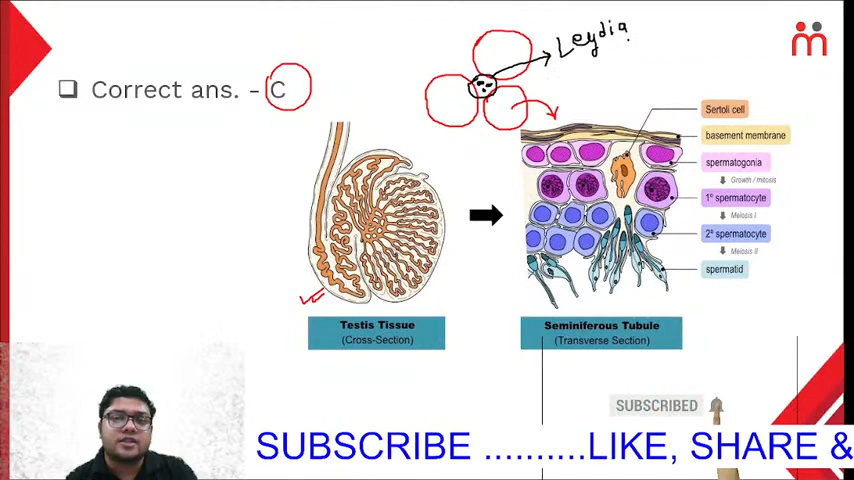 Leydig
❑ Correct ans. - C
Sertoli cell
basement membrane
spermatogonia
Growth / mitosis
1° spermatocyte
Meiosis I
2° spermatocyte
Meiosis II
spermatid
Testis Tissue
(Cross-Section)
Seminiferous Tubule
(Transverse Section)
SUBSCRIBED
SUBSCRIBE ..........LIKE, SHARE &